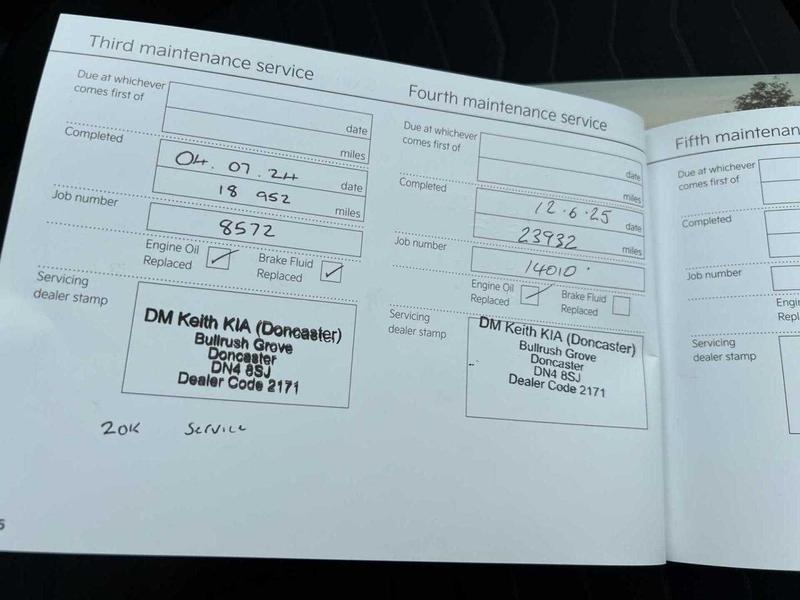 Third maintenance service
Due at whichever
comes first of
date
miles
Completed
04.07.24
date
18 952
miles
Job number
8572
Engine Oil
Replaced
Brake Fluid
Replaced
Servicing
dealer stamp
DM Keith KIA (Doncaster)
Bullrush Grove
Doncaster
DN4 8SJ
Dealer Code 2171
20K Service
Fourth maintenance service
Due at whichever
comes first of
date
miles
Completed
12.6.25
date
23932
miles
Job number
14010
Engine Oil
Replaced
Brake Fluid
Replaced
Servicing
dealer stamp
DM Keith KIA (Doncaster)
Bullrush Grove
Doncaster
DN4 8SJ
Dealer Code 2171
Fifth maintenan
Due at whichever
comes first of
Completed
Job number
Engi
Repl
Servicing
dealer stamp